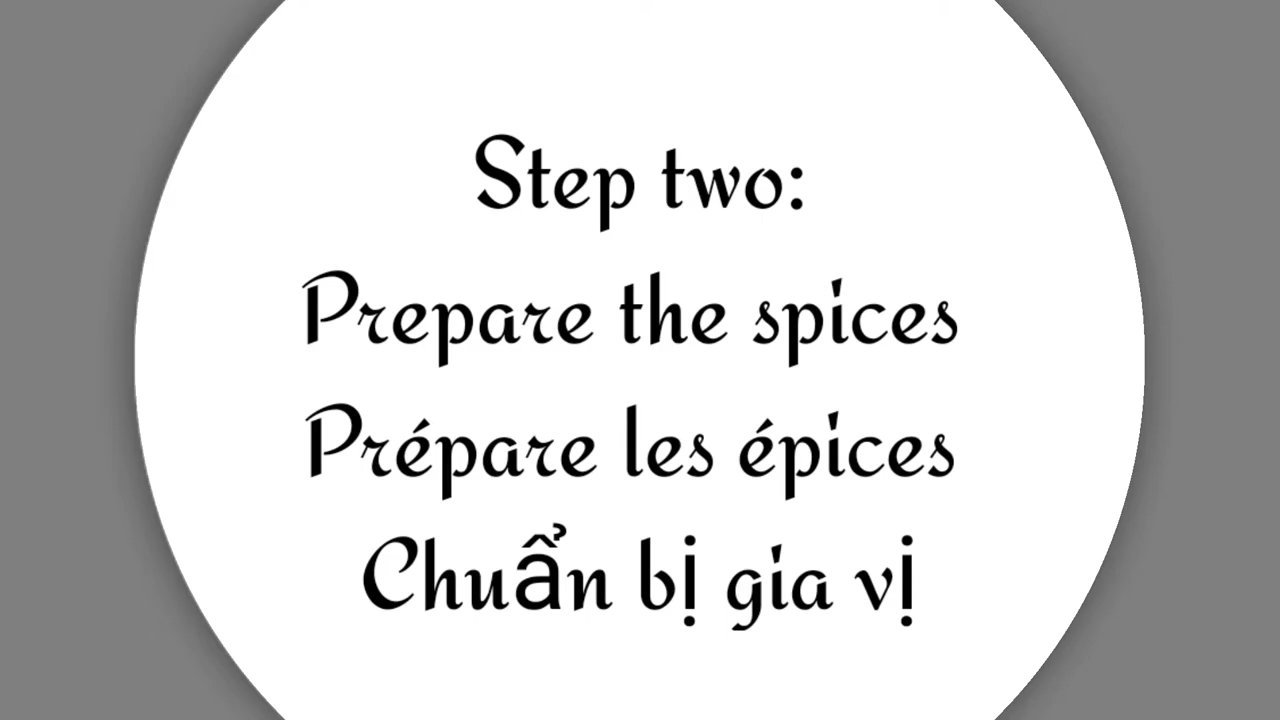 Step two:
Prepare the spices
Prépare les épices
Chuẩn bị gia vị